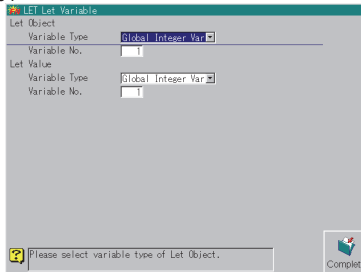 LET Let Variable
Let Object
Variable Type Global Integer Var
Variable No. 1
Let Value
Variable Type Global Integer Var
Variable No. 1
Please select variable type of Let Object.
Complet